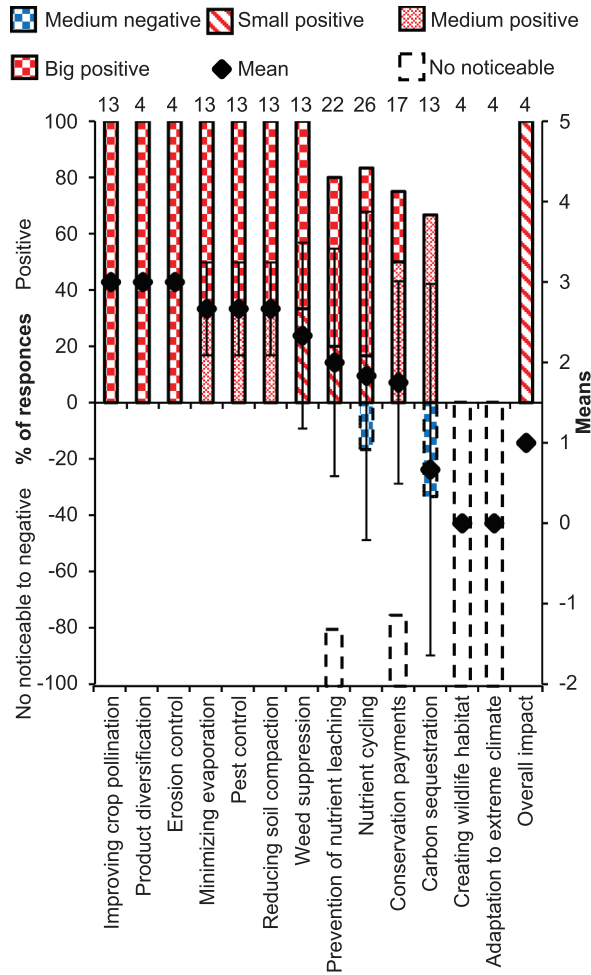 Medium negative Small positive Medium positive
Big positive Mean No noticeable
13 4 4 13 13 13 13 22 26 17 13 4 4 4
100 5
80
4
60
40 3
20
2
0
-20 1
-40 0
-60
-1
-80
-100 -2
% of responces
Positive
No noticeable to negative
Means
Improving crop pollination
Product diversification
Erosion control
Minimizing evaporation
Pest control
Reducing soil compaction
Weed suppression
Prevention of nutrient leaching
Nutrient cycling
Conservation payments
Carbon sequestration
Creating wildlife habitat
Adaptation to extreme climate
Overall impact